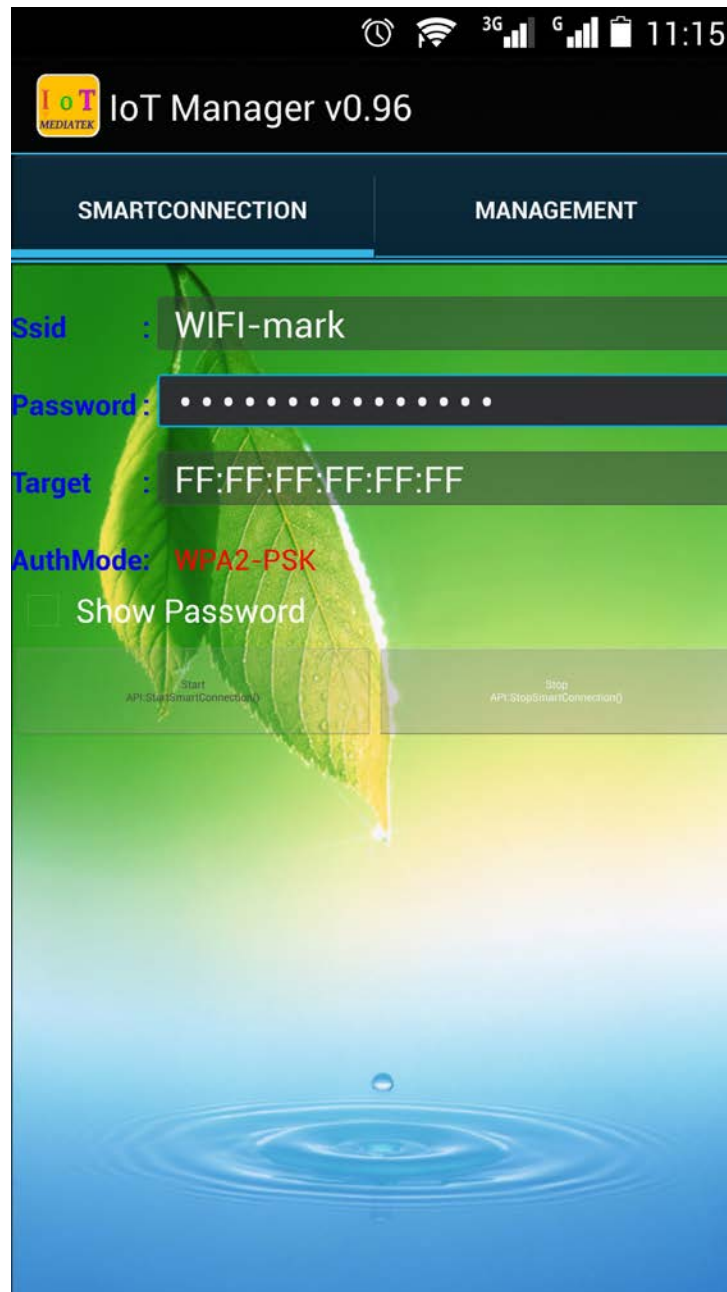 3G G 11:15
I o T
MEDIATEK
IoT Manager v0.96
SMARTCONNECTION MANAGEMENT
Ssid : WIFI-mark
Password : •••••••••••••••
Target : FF:FF:FF:FF:FF:FF
AuthMode: WPA2-PSK
Show Password
Start Stop
API:StartSmartConnection() API:StopSmartConnection()